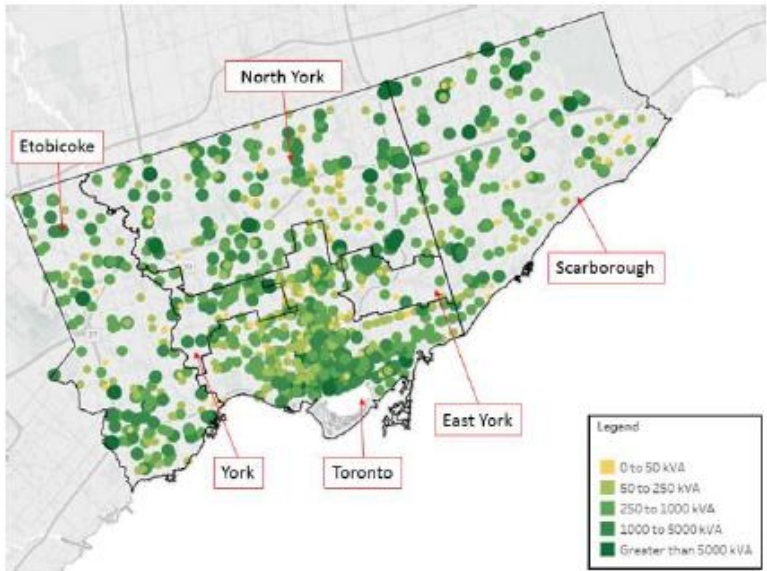 North York
Etobicoke
Scarborough
East York
York
Toronto
Legend
0 to 50 kVA
50 to 250 kVA
250 to 1000 kVA
1000 to 5000 kVA
Greater than 5000 kVA